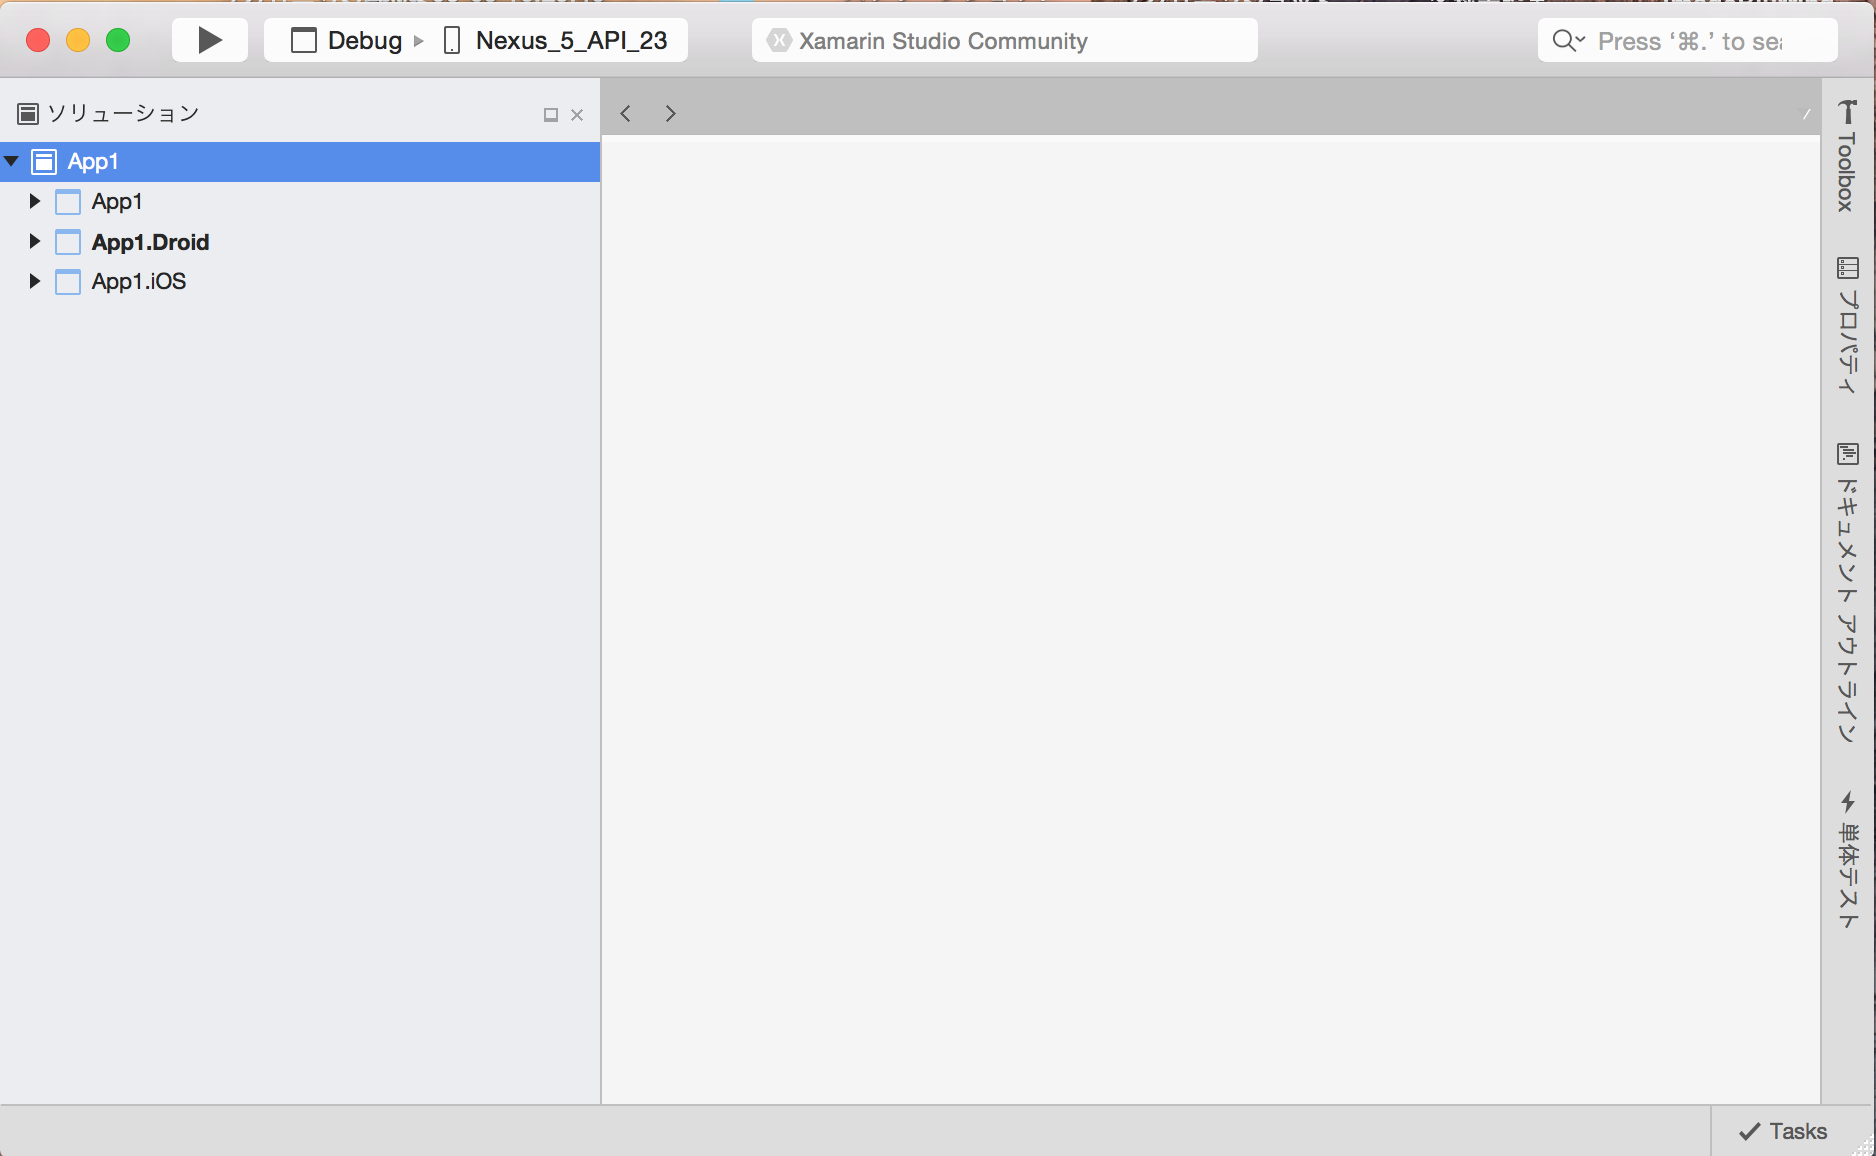 Debug
Nexus_5_API_23
Xamarin Studio Community
Press ‘⌘.’ to sea
ソリューション
App1
App1
App1.Droid
App1.iOS
Toolbox
プロパティ
ドキュメント アウトライン
単体テスト
Tasks